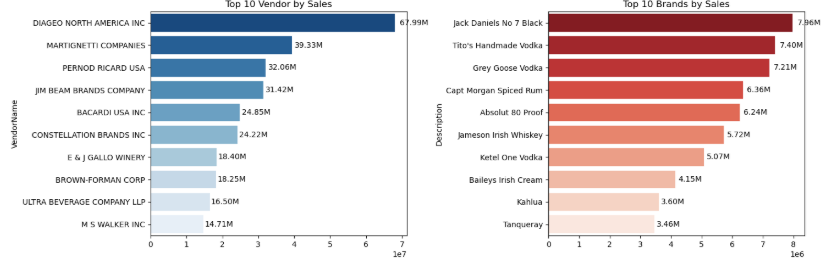 Top 10 Vendor by Sales
VendorName
DIAGEO NORTH AMERICA INC 67.99M
MARTIGNETTI COMPANIES 39.33M
PERNOD RICARD USA 32.06M
JIM BEAM BRANDS COMPANY 31.42M
BACARDI USA INC 24.85M
CONSTELLATION BRANDS INC 24.22M
E & J GALLO WINERY 18.40M
BROWN-FORMAN CORP 18.25M
ULTRA BEVERAGE COMPANY LLP 16.50M
M S WALKER INC 14.71M
0 1 2 3 4 5 6 7
1e7
Top 10 Brands by Sales
Description
Jack Daniels No 7 Black 7.96M
Tito's Handmade Vodka 7.40M
Grey Goose Vodka 7.21M
Capt Morgan Spiced Rum 6.36M
Absolut 80 Proof 6.24M
Jameson Irish Whiskey 5.72M
Ketel One Vodka 5.07M
Baileys Irish Cream 4.15M
Kahlua 3.60M
Tanqueray 3.46M
0 1 2 3 4 5 6 7 8
1e6